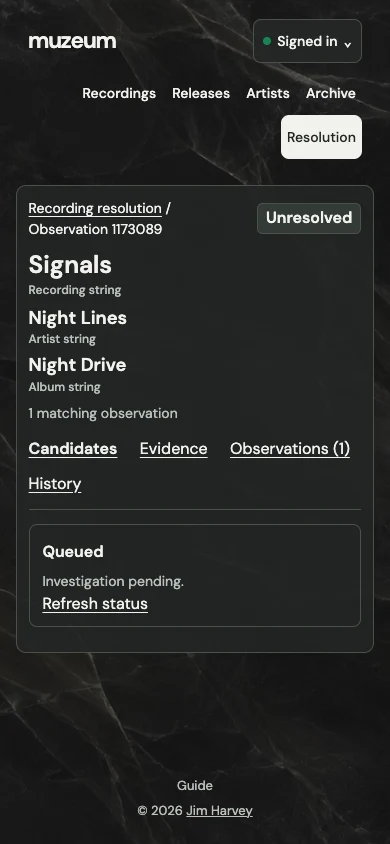 muzeum
Signed in
Recordings Releases Artists Archive
Resolution
Recording resolution /
Observation 1173089
Unresolved
Signals
Recording string
Night Lines
Artist string
Night Drive
Album string
1 matching observation
Candidates Evidence Observations (1)
History
Queued
Investigation pending.
Refresh status
Guide
© 2026 Jim Harvey